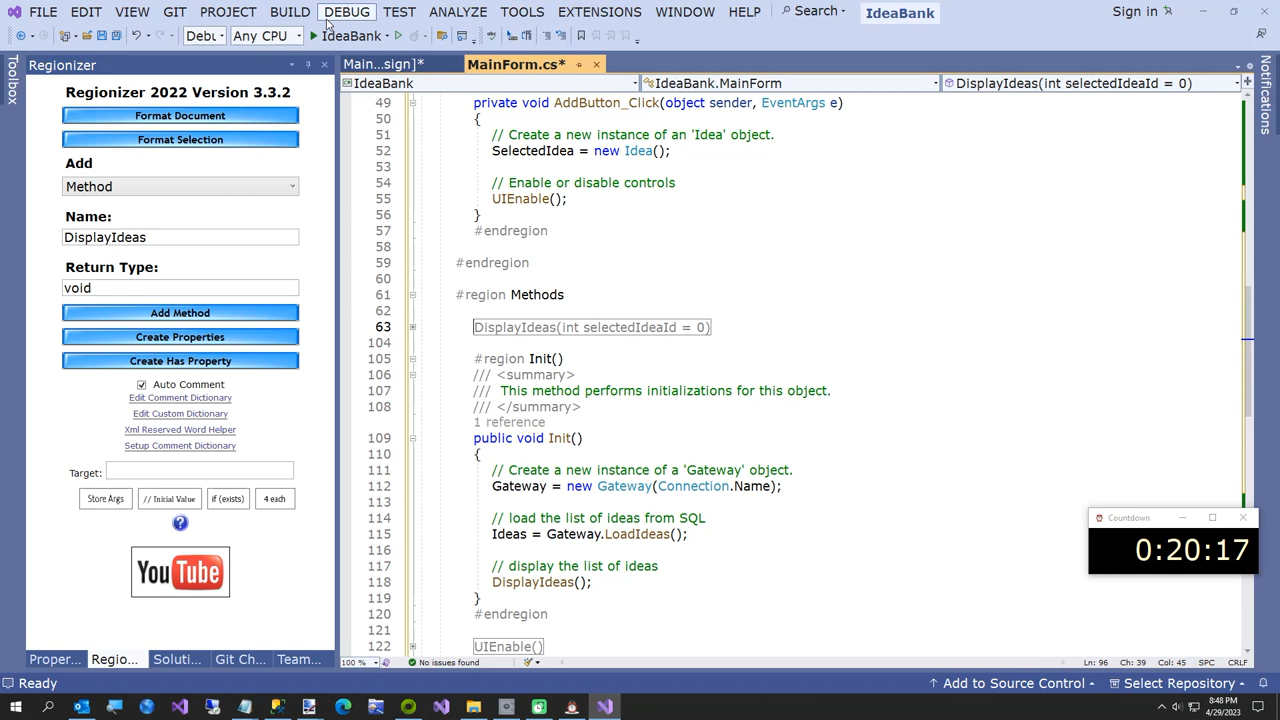 FILE EDIT VIEW GIT PROJECT BUILD DEBUG TEST ANALYZE TOOLS EXTENSIONS WINDOW HELP Search IdeaBank Sign in
Debu Any CPU IdeaBank
Toolbox
Regionizer
Regionizer 2022 Version 3.3.2
Format Document
Format Selection
Add
Method
Name:
DisplayIdeas
Return Type:
void
Add Method
Create Properties
Create Has Property
Auto Comment
Edit Comment Dictionary
Edit Custom Dictionary
Xml Reserved Word Helper
Setup Comment Dictionary
Target:
Store Args // Initial Value if (exists) 4 each
?
YouTube
Proper... Regio... Soluti... Git Ch... Team...
Main...sign]* MainForm.cs*
IdeaBank IdeaBank.MainForm DisplayIdeas(int selectedIdeaId = 0)
49 private void AddButton_Click(object sender, EventArgs e)
50 {
51 // Create a new instance of an 'Idea' object.
52 SelectedIdea = new Idea();
53
54 // Enable or disable controls
55 UIEnable();
56 }
57 #endregion
58
59 #endregion
60
61 #region Methods
62
63 DisplayIdeas(int selectedIdeaId = 0)
104
105 #region Init()
106 /// <summary>
107 /// This method performs initializations for this object.
108 /// </summary>
1 reference
109 public void Init()
110 {
111 // Create a new instance of a 'Gateway' object.
112 Gateway = new Gateway(Connection.Name);
113
114 // load the list of ideas from SQL
115 Ideas = Gateway.LoadIdeas();
116
117 // display the list of ideas
118 DisplayIdeas();
119 }
120 #endregion
121
122 UIEnable()
100 % No issues found Ln: 96 Ch: 39 Col: 45 SPC CRLF
Notifications
Countdown
0:20:17
Ready Add to Source Control Select Repository
8:48 PM
4/29/2023